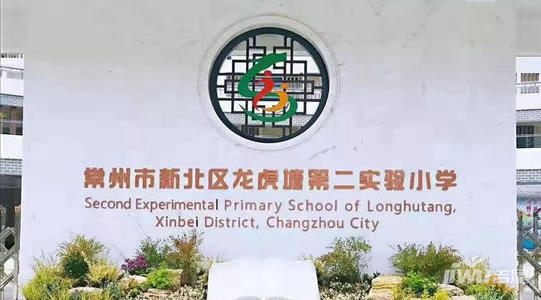 常州市新北区龙虎塘第二实验小学
Second Experimental Primary School of Longhutang,
Xinbei District, Changzhou City